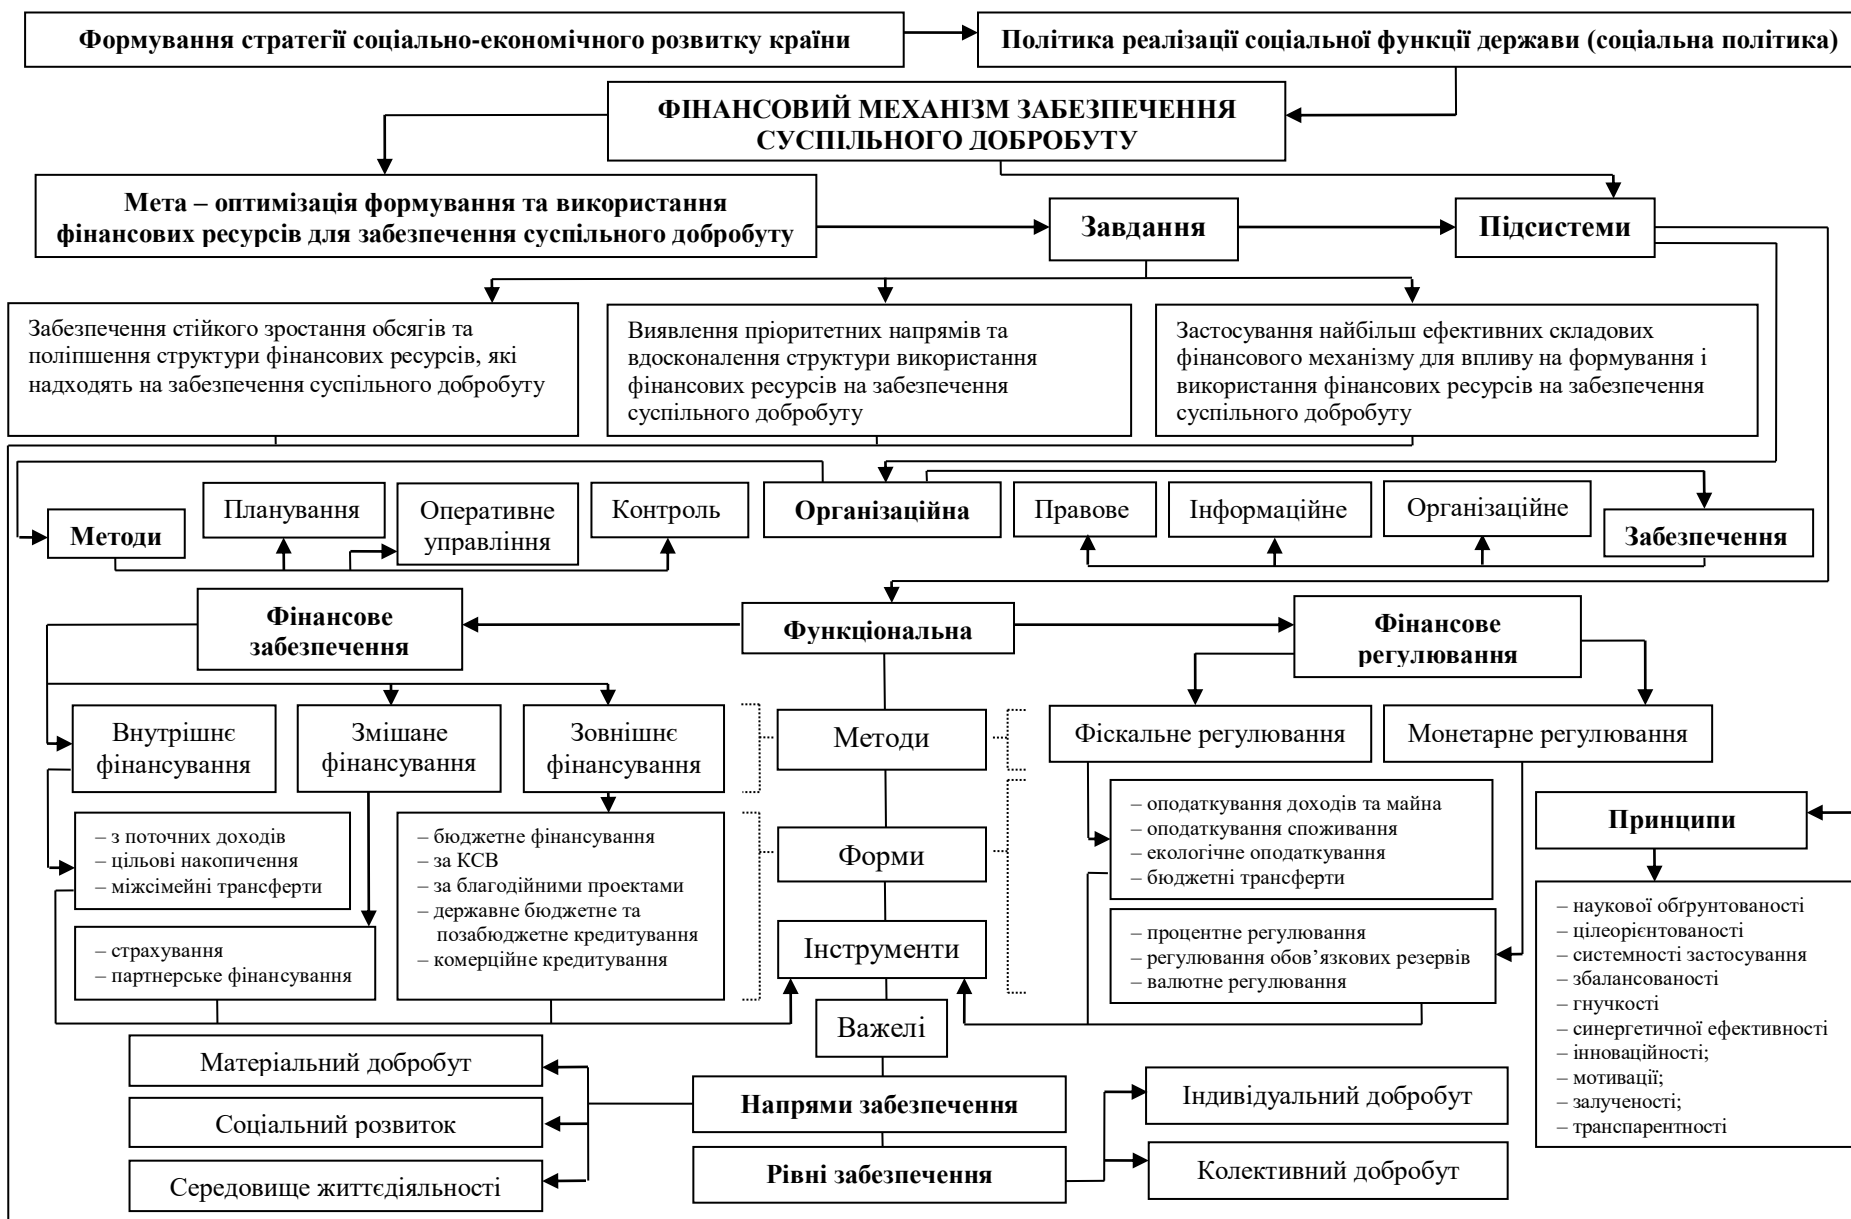 Формування стратегії соціально-економічного розвитку країни
Політика реалізації соціальної функції держави (соціальна політика)
ФІНАНСОВИЙ МЕХАНІЗМ ЗАБЕЗПЕЧЕННЯ
СУСПІЛЬНОГО ДОБРОБУТУ
Мета – оптимізація формування та використання
фінансових ресурсів для забезпечення суспільного добробуту
Завдання
Підсистеми
Забезпечення стійкого зростання обсягів та
поліпшення структури фінансових ресурсів, які
надходять на забезпечення суспільного добробуту
Виявлення пріоритетних напрямів та
вдосконалення структури використання
фінансових ресурсів на забезпечення
суспільного добробуту
Застосування найбільш ефективних складових
фінансового механізму для впливу на формування і
використання фінансових ресурсів на забезпечення
суспільного добробуту
Методи
Планування
Оперативне
управління
Контроль
Організаційна
Правове
Інформаційне
Організаційне
Забезпечення
Фінансове
забезпечення
Функціональна
Фінансове
регулювання
Внутрішнє
фінансування
Змішане
фінансування
Зовнішнє
фінансування
Методи
Фіскальне регулювання
Монетарне регулювання
– з поточних доходів
– цільові накопичення
– міжсімейні трансферти
– бюджетне фінансування
– за КСВ
– за благодійними проектами
– державне бюджетне та
позабюджетне кредитування
– комерційне кредитування
Форми
– оподаткування доходів та майна
– оподаткування споживання
– екологічне оподаткування
– бюджетні трансферти
Принципи
– страхування
– партнерське фінансування
Інструменти
– процентне регулювання
– регулювання обов’язкових резервів
– валютне регулювання
– наукової обґрунтованості
– цілеорієнтованості
– системності застосування
– збалансованості
– гнучкості
– синергетичної ефективності
– інноваційності;
– мотивації;
– залученості;
– транспарентності
Важелі
Матеріальний добробут
Соціальний розвиток
Середовище життєдіяльності
Напрями забезпечення
Рівні забезпечення
Індивідуальний добробут
Колективний добробут